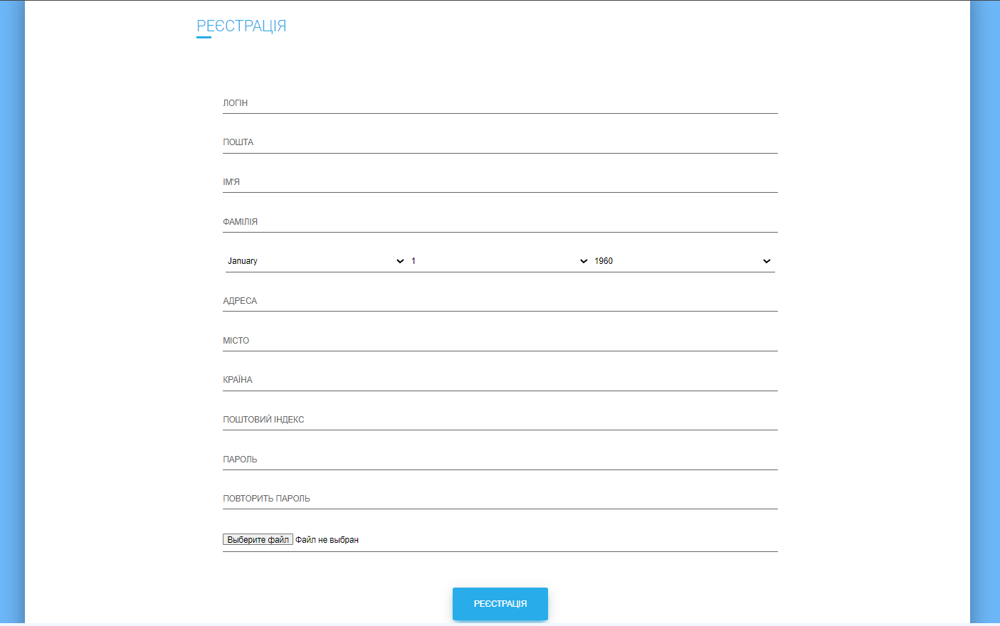 РЕЄСТРАЦІЯ
ЛОГІН
ПОШТА
ІМ'Я
ФАМІЛІЯ
January 1 1960
АДРЕСА
МІСТО
КРАЇНА
ПОШТОВИЙ ІНДЕКС
ПАРОЛЬ
ПОВТОРИТЬ ПАРОЛЬ
Выберите файл Файл не выбран
РЕЄСТРАЦІЯ